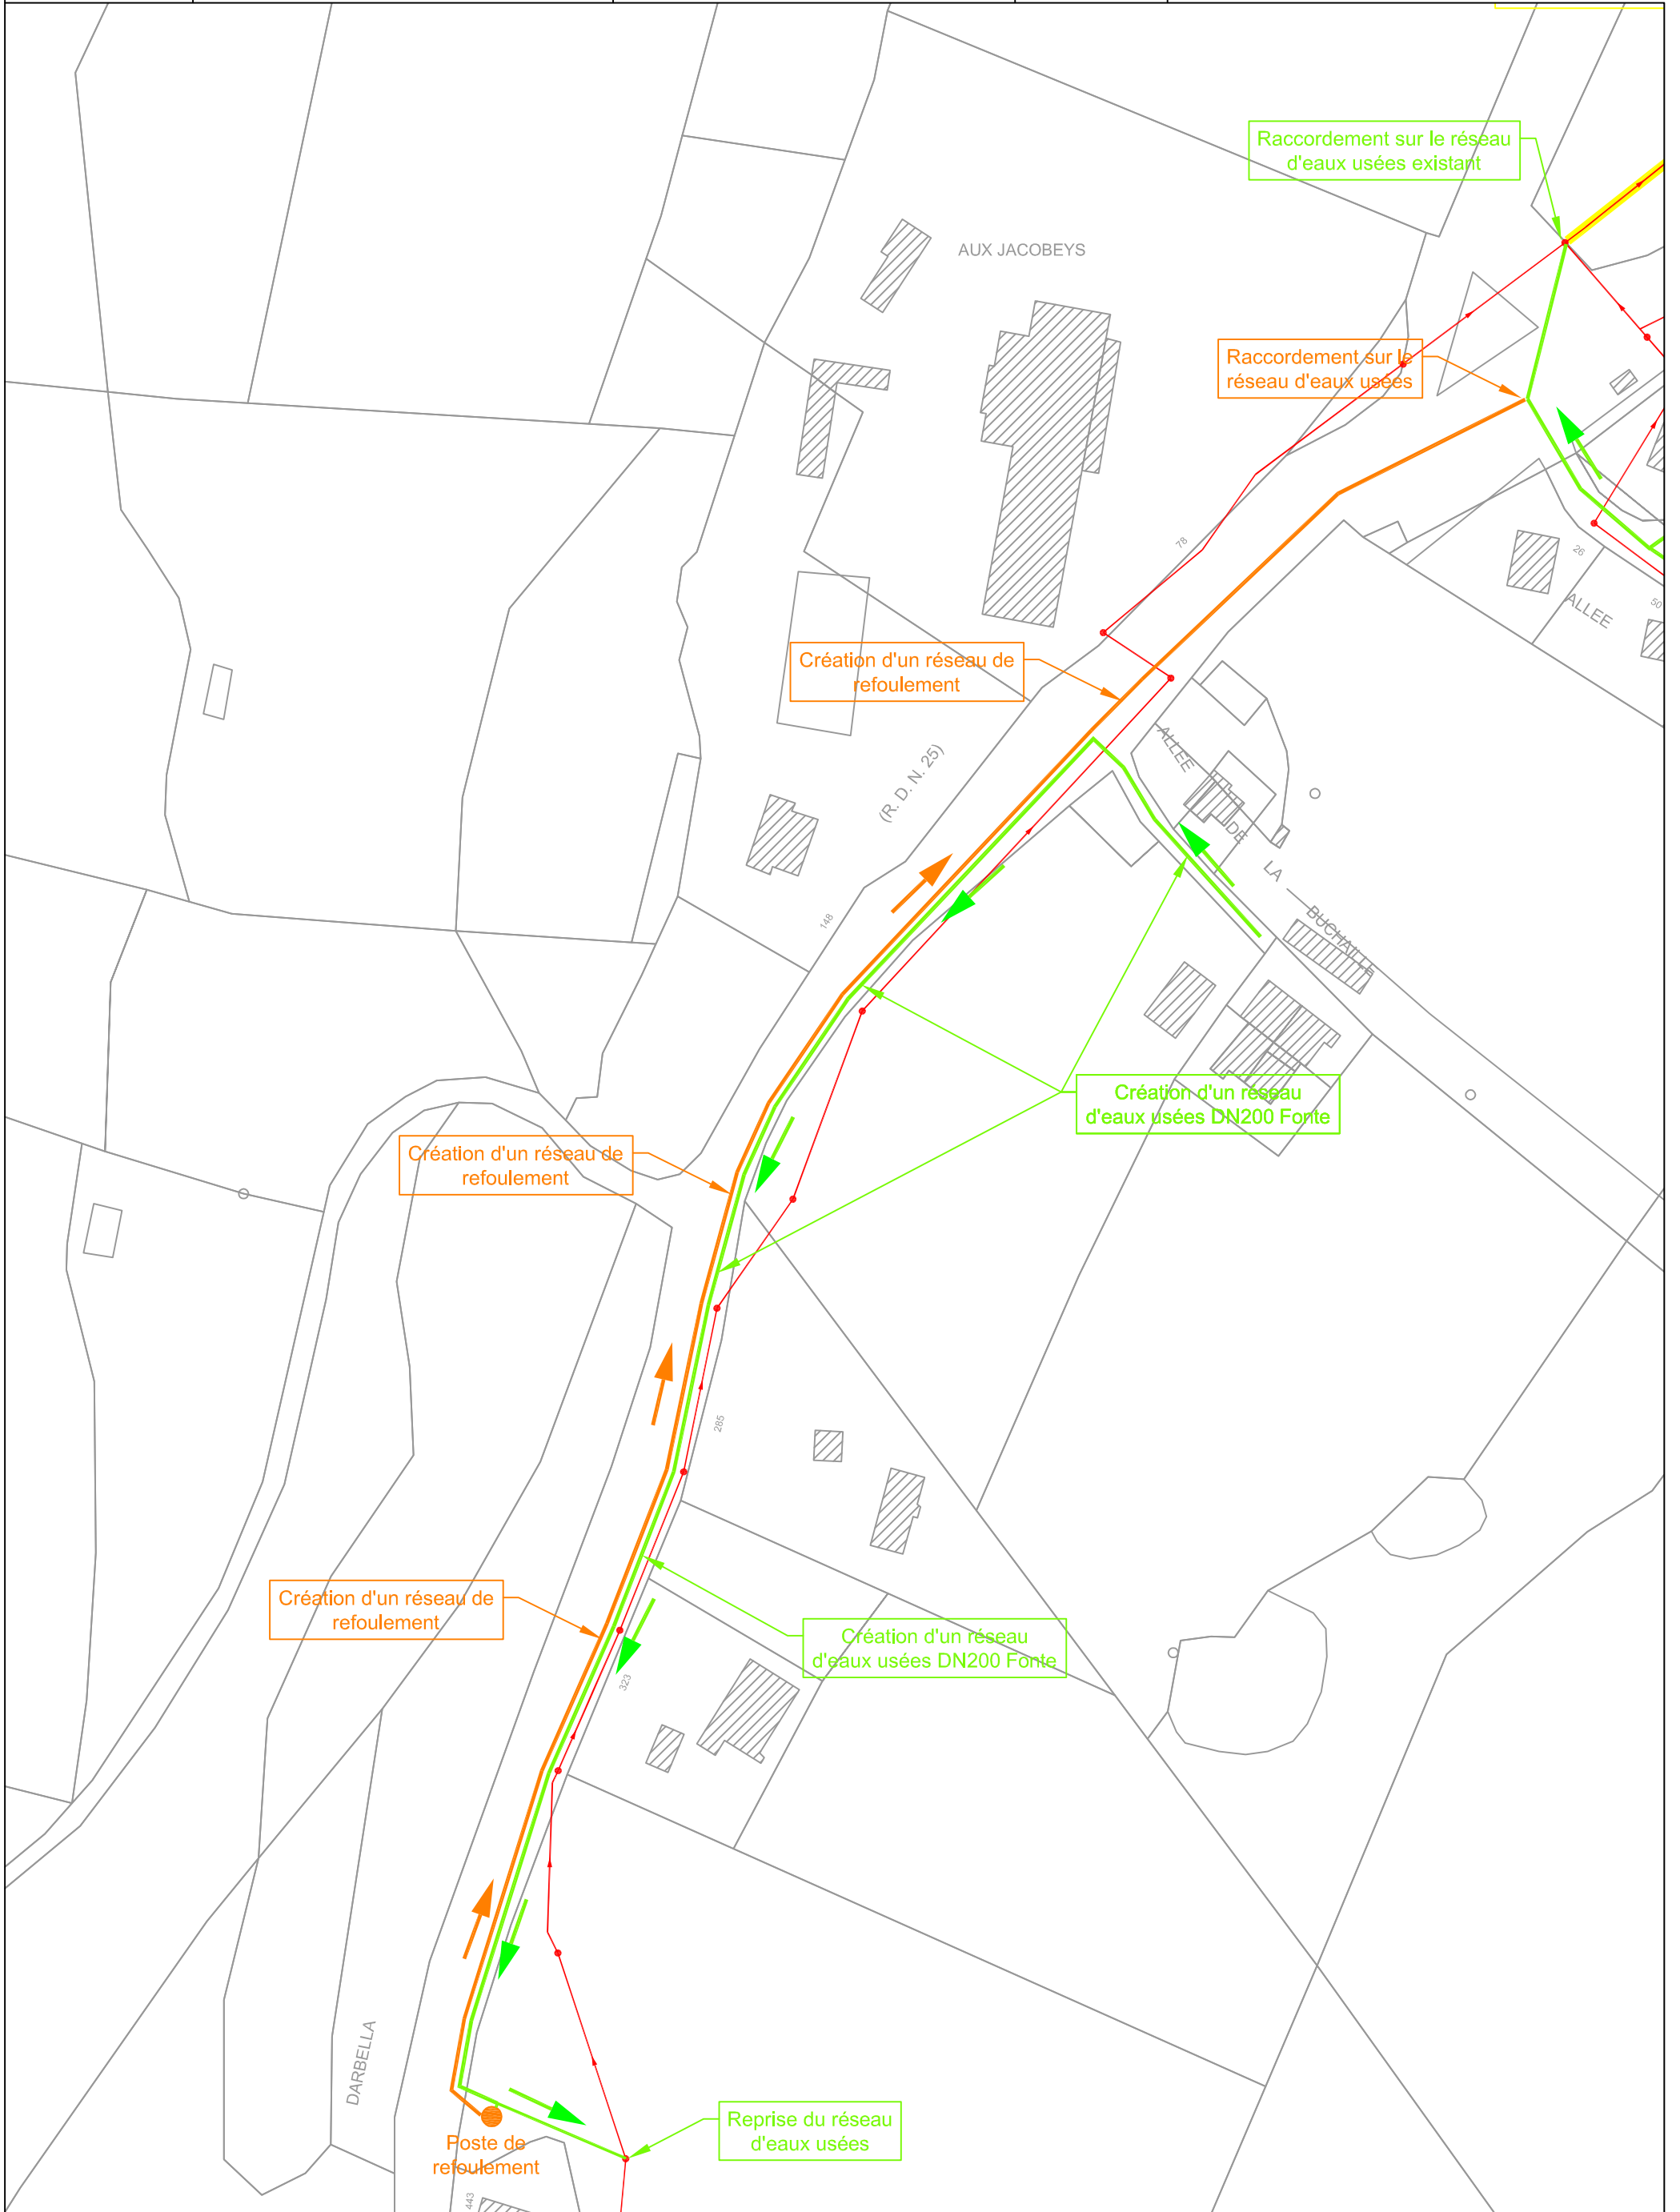 Raccordement sur le réseau
d'eaux usées existant
AUX JACOBEYS
Raccordement sur le
réseau d'eaux usées
78
26
ALLEE
50
Création d'un réseau de
refoulement
(R. D. N. 25)
ALLEE
DE
LA
BUCHAILLE
148
Création d'un réseau
d'eaux usées DN200 Fonte
Création d'un réseau de
refoulement
285
Création d'un réseau de
refoulement
Création d'un réseau
d'eaux usées DN200 Fonte
323
DARBELLA
Reprise du réseau
d'eaux usées
Poste de
refoulement
443